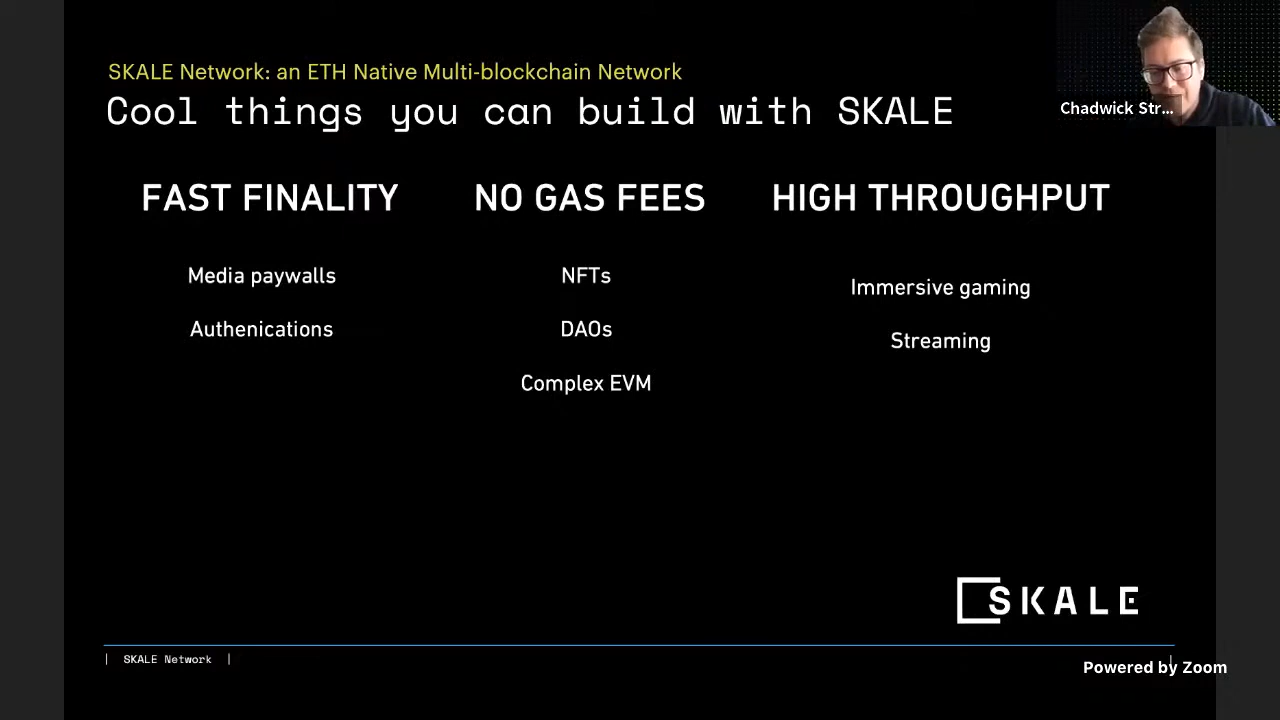 SKALE Network: an ETH Native Multi-blockchain Network
Cool things you can build with SKALE
Chadwick Str...
FAST FINALITY
Media paywalls
Authenications
NO GAS FEES
NFTs
DAOs
Complex EVM
HIGH THROUGHPUT
Immersive gaming
Streaming
SKALE
| SKALE Network |
Powered by Zoom